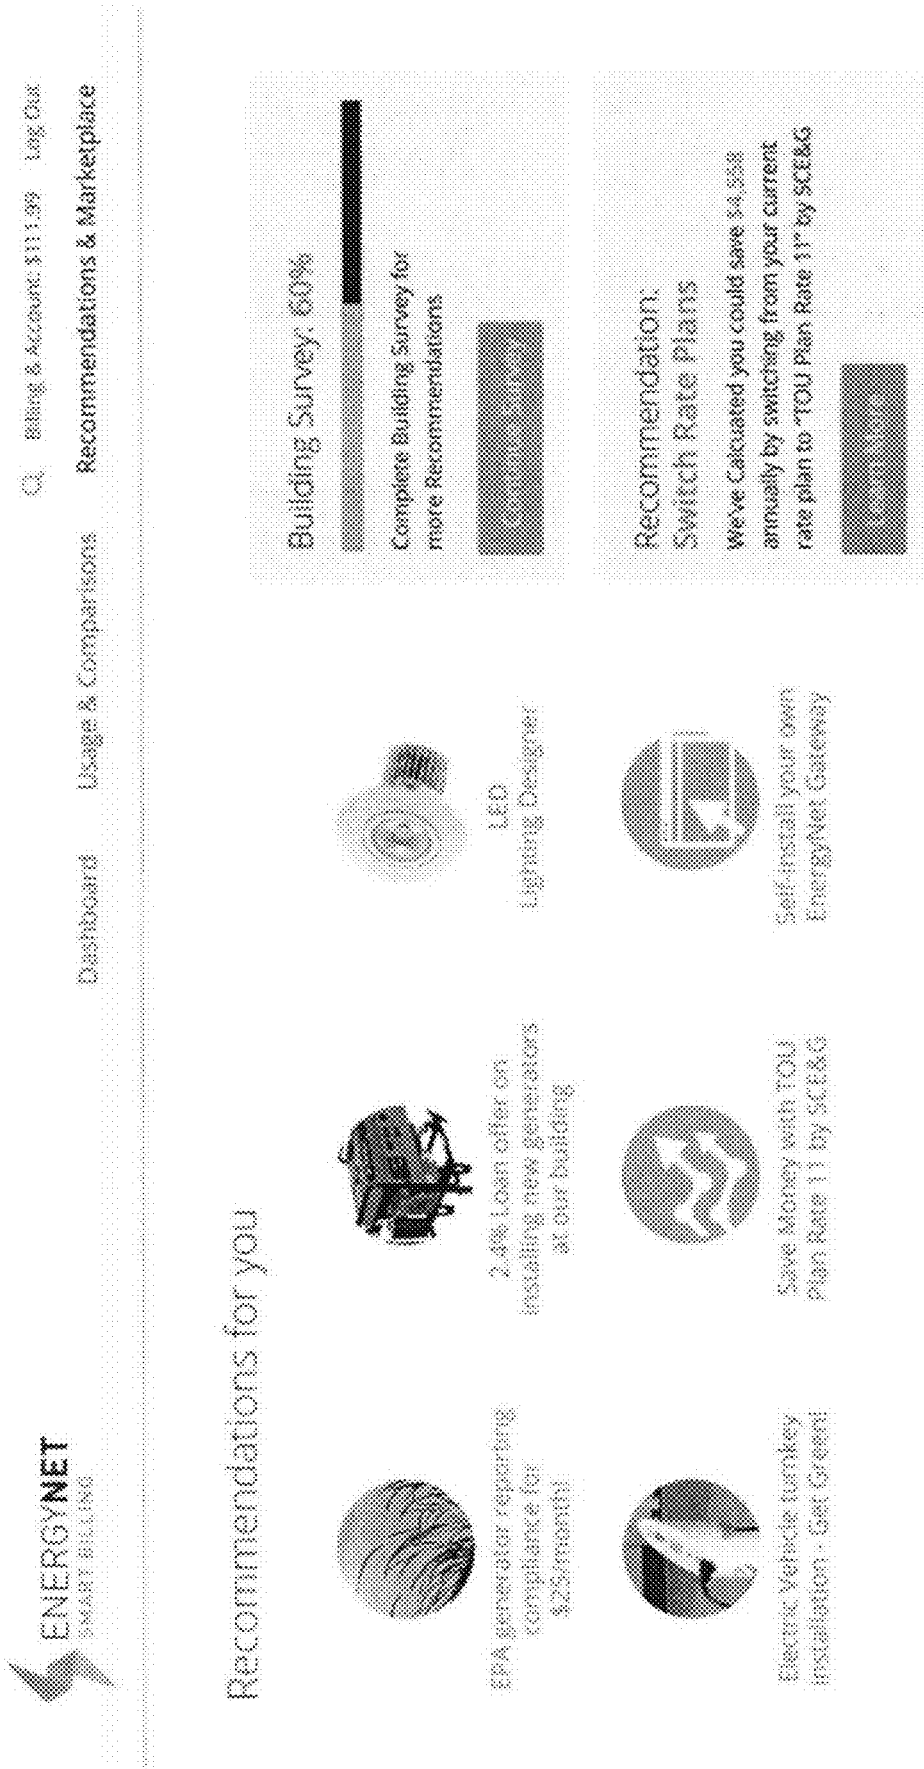 ENERGYNET
SMART BILLING
Billing & Account: $111.99 Log Out
Dashboard Usage & Comparisons Recommendations & Marketplace
Recommendations for you
EPA generator reporting
compliance for
$25/month!
2.4% Loan offer on
installing new generators
at our building
LED
Lighting Designer
Electric Vehicle turnkey
installation - Get Green!
Save Money with TOU
Plan Rate 11 by SCE&G
Self-install your own
EnergyNet Gateway
Building Survey: 60%
Complete Building Survey for
more Recommendations
Recommendation:
Switch Rate Plans
We've Calcuated you could save $4,558
annually by switching from your current
rate plan to "TOU Plan Rate 11" by SCE&G